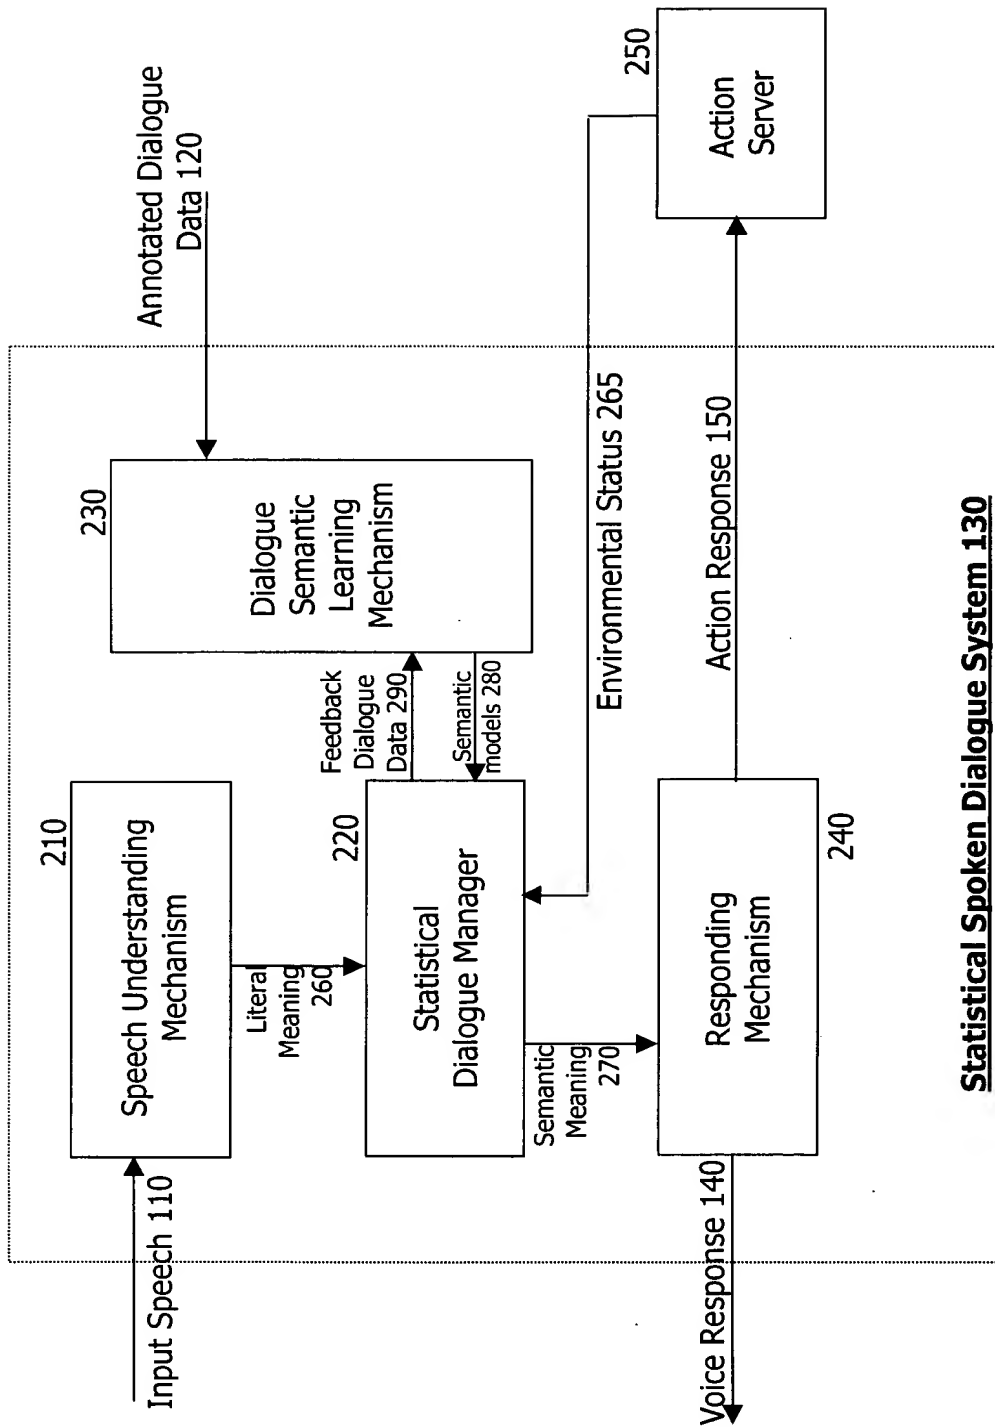 Input Speech 110
210
Speech Understanding
Mechanism
Literal
Meaning
260
220
Statistical
Dialogue Manager
Feedback
Dialogue
Data 290
Semantic
models 280
230
Dialogue
Semantic
Learning
Mechanism
Annotated Dialogue
Data 120
Semantic
Meaning
270
Environmental Status 265
250
Action
Server
Voice Response 140
Responding
Mechanism
240
Action Response 150
Statistical Spoken Dialogue System 130